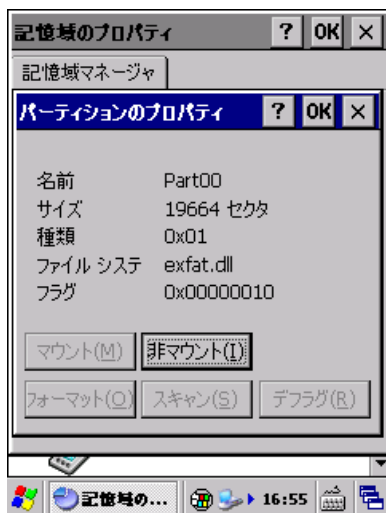 記憶域のプロパティ ? OK ×
記憶域マネージャ
パーティションのプロパティ ? OK ×
名前 Part00
サイズ 19664 セクタ
種類 0x01
ファイル システ exfat.dll
フラグ 0x00000010
マウント(M) 非マウント(I)
フォーマット(O) スキャン(S) デフラグ(R)
記憶域の... 16:55